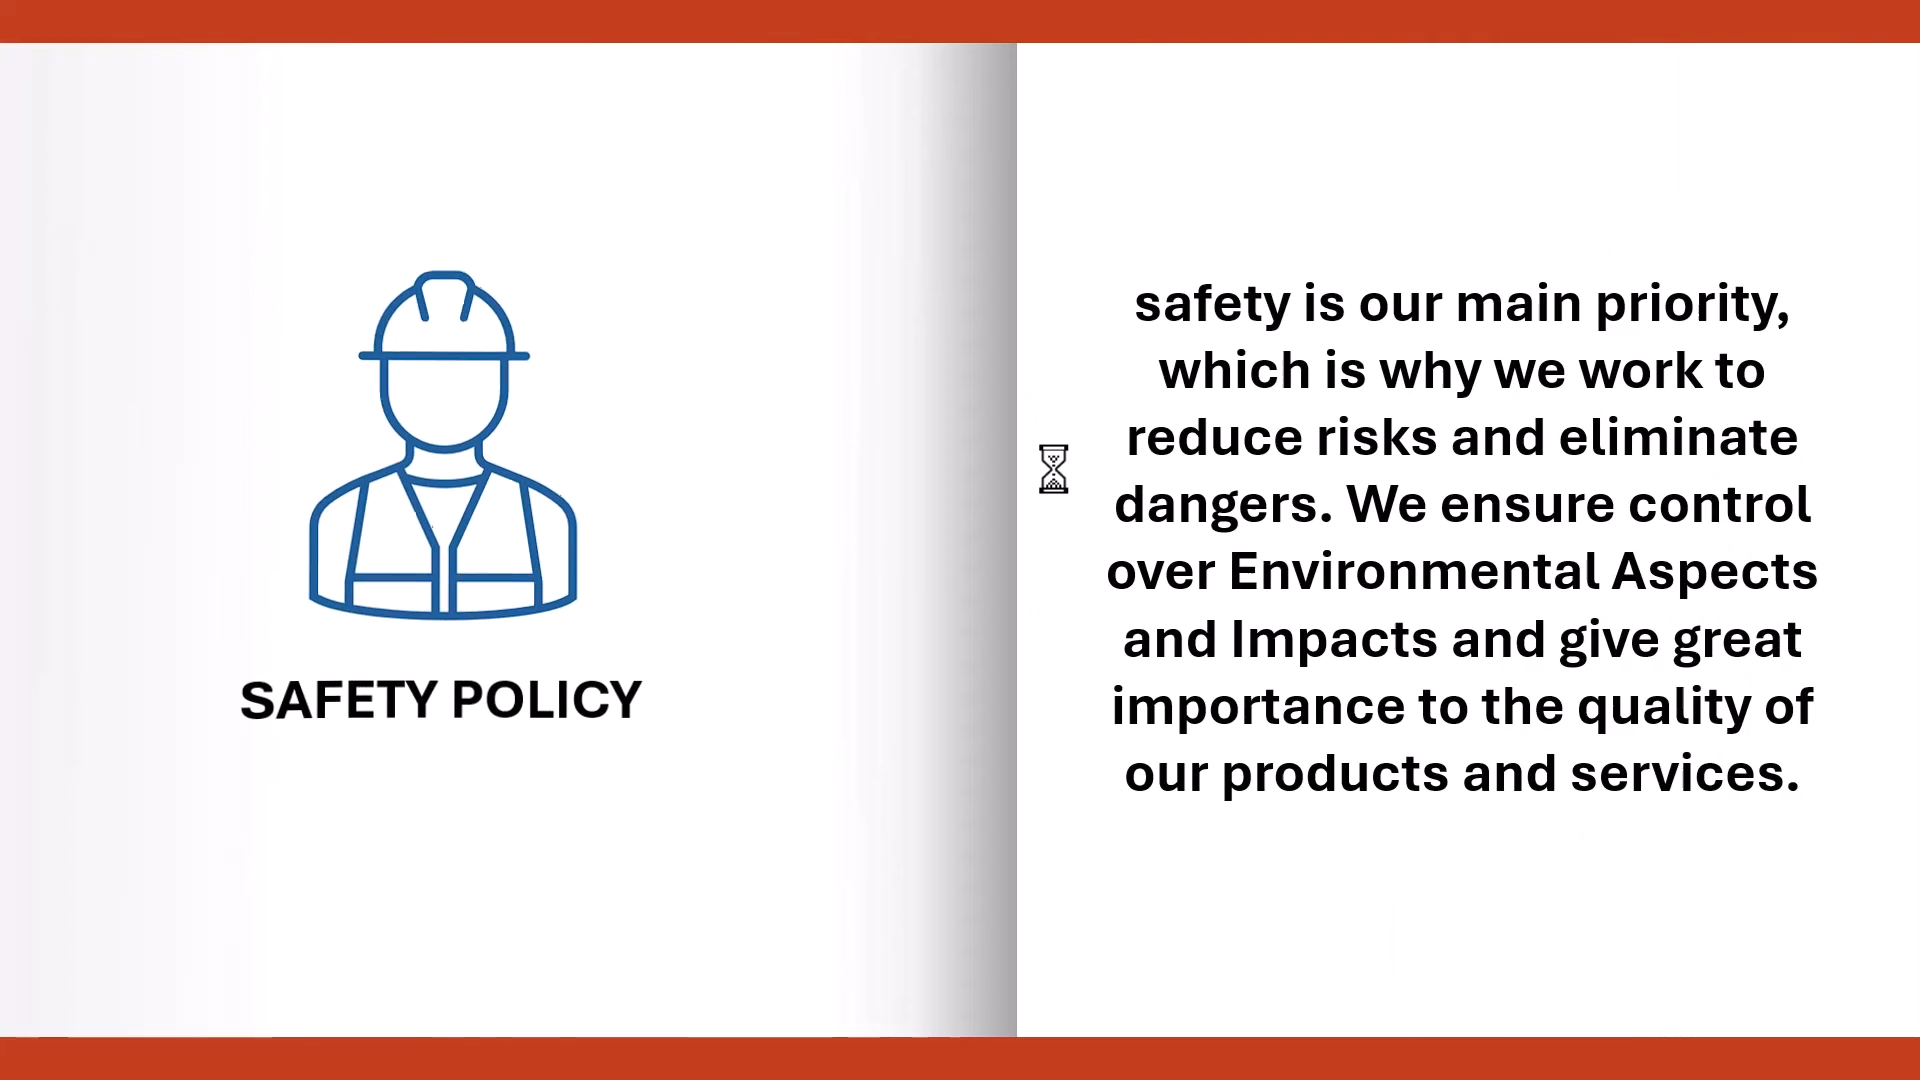 SAFETY POLICY
safety is our main priority,
which is why we work to
reduce risks and eliminate
dangers. We ensure control
over Environmental Aspects
and Impacts and give great
importance to the quality of
our products and services.